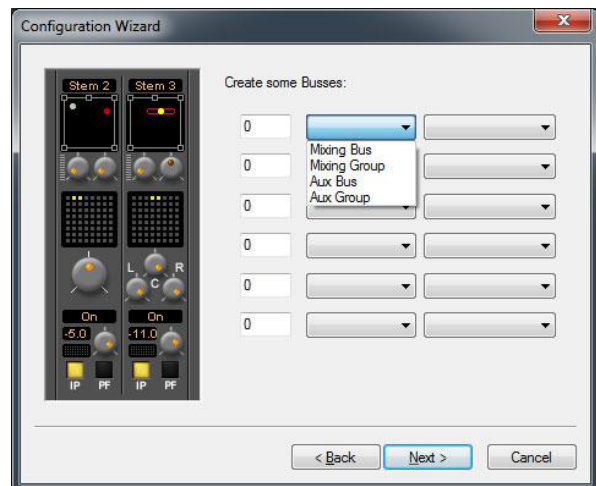 Configuration Wizard
Stem 2 Stem 3
Create some Busses:
0
Mixing Bus
0
Mixing Group
Aux Bus
0
Aux Group
0
L R
C
0
On On
0
-5.0 -11.0
IP PF IP PF
< Back Next > Cancel